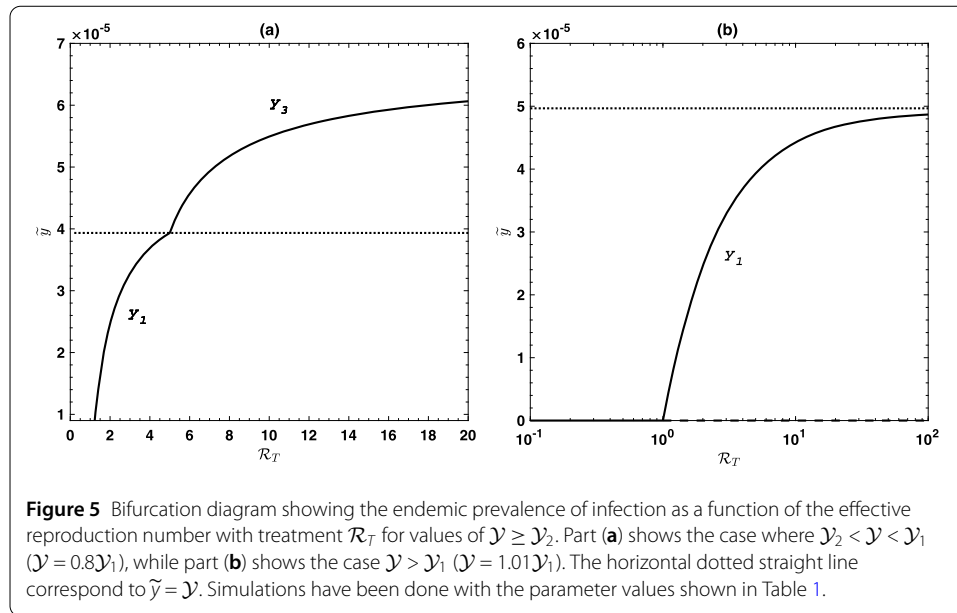 (a)
×10⁻⁵
7
6
5
4
3
2
1
ỹ
Y₃
Y₁
0 2 4 6 8 10 12 14 16 18 20
ℛ_T
(b)
×10⁻⁵
6
5
4
3
2
1
0
ỹ
Y₁
10⁻¹ 10⁰ 10¹ 10²
ℛ_T
Figure 5 Bifurcation diagram showing the endemic prevalence of infection as a function of the effective
reproduction number with treatment ℛ_T for values of 𝒴 ≥ 𝒴₂. Part (a) shows the case where 𝒴₂ < 𝒴 < 𝒴₁
(𝒴 = 0.8𝒴₁), while part (b) shows the case 𝒴 > 𝒴₁ (𝒴 = 1.01𝒴₁). The horizontal dotted straight line
correspond to ỹ = 𝒴. Simulations have been done with the parameter values shown in Table 1.